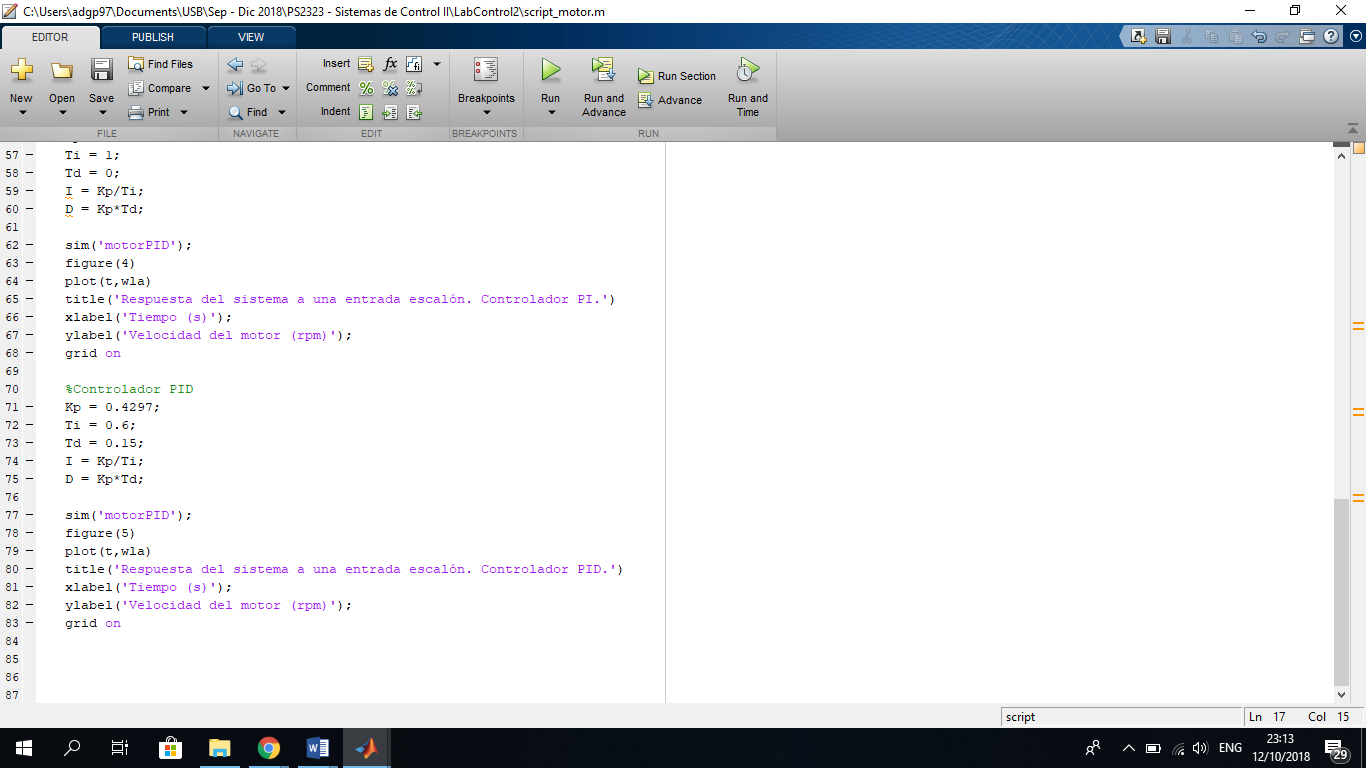 C:\Users\adgp97\Documents\USB\Sep - Dic 2018\PS2323 - Sistemas de Control II\LabControl2\script_motor.m
EDITOR PUBLISH VIEW
New Open Save Find Files Compare Print
FILE
Go To Find
NAVIGATE
Insert fx
Comment % %
Indent
EDIT
Breakpoints
BREAKPOINTS
Run Run and Advance Run Section Advance Run and Time
RUN
57 – Ti = 1;
58 – Td = 0;
59 – I = Kp/Ti;
60 – D = Kp*Td;
61
62 – sim('motorPID');
63 – figure(4)
64 – plot(t,wla)
65 – title('Respuesta del sistema a una entrada escalón. Controlador PI.')
66 – xlabel('Tiempo (s)');
67 – ylabel('Velocidad del motor (rpm)');
68 – grid on
69
70 %Controlador PID
71 – Kp = 0.4297;
72 – Ti = 0.6;
73 – Td = 0.15;
74 – I = Kp/Ti;
75 – D = Kp*Td;
76
77 – sim('motorPID');
78 – figure(5)
79 – plot(t,wla)
80 – title('Respuesta del sistema a una entrada escalón. Controlador PID.')
81 – xlabel('Tiempo (s)');
82 – ylabel('Velocidad del motor (rpm)');
83 – grid on
84
85
86
87
script Ln 17 Col 15
ENG 23:13
12/10/2018 29